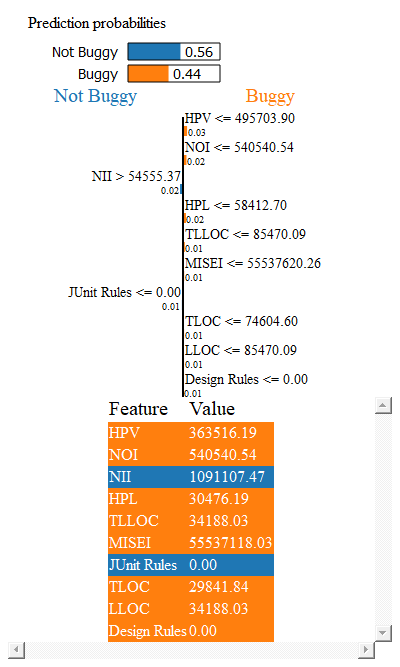 Prediction probabilities
Not Buggy 0.56
Buggy 0.44
Not Buggy Buggy
HPV <= 495703.90
0.03
NOI <= 540540.54
0.02
NII > 54555.37
0.02
HPL <= 58412.70
0.02
TLLOC <= 85470.09
0.01
MISEI <= 55537620.26
0.01
JUnit Rules <= 0.00
0.01
TLOC <= 74604.60
0.01
LLOC <= 85470.09
0.01
Design Rules <= 0.00
0.01
Feature Value
HPV 363516.19
NOI 540540.54
NII 1091107.47
HPL 30476.19
TLLOC 34188.03
MISEI 55537118.03
JUnit Rules 0.00
TLOC 29841.84
LLOC 34188.03
Design Rules 0.00